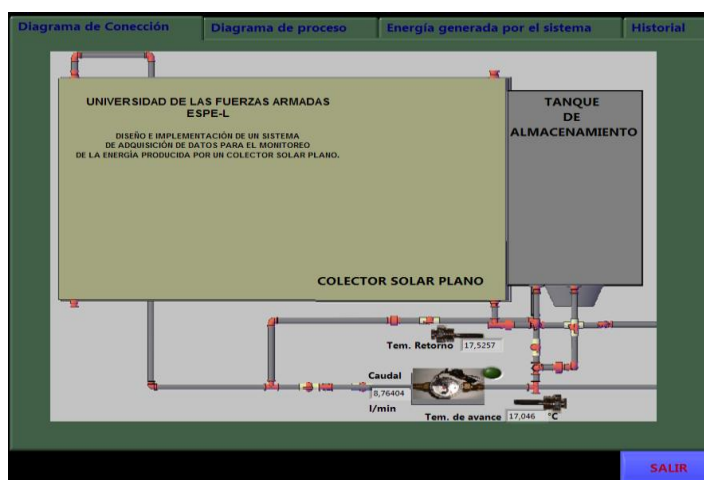 Diagrama de Conección
Diagrama de proceso
Energía generada por el sistema
Historial
UNIVERSIDAD DE LAS FUERZAS ARMADAS
ESPE-L
DISEÑO E IMPLEMENTACIÓN DE UN SISTEMA
DE ADQUISICIÓN DE DATOS PARA EL MONITOREO
DE LA ENERGÍA PRODUCIDA POR UN COLECTOR SOLAR PLANO.
TANQUE
DE
ALMACENAMIENTO
COLECTOR SOLAR PLANO
Tem. Retorno 17,5257
Caudal
8,76404
l/min
Tem. de avance 17,046 °C
SALIR